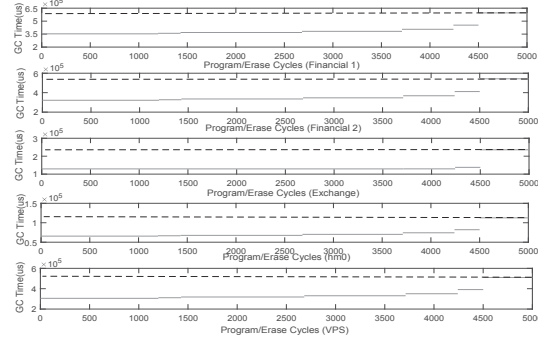 ×10⁵
GC Time(us)
6.5
5
3.5
2
0 500 1000 1500 2000 2500 3000 3500 4000 4500 5000
Program/Erase Cycles (Financial 1)
×10⁵
GC Time(us)
6
4
2
0 500 1000 1500 2000 2500 3000 3500 4000 4500 5000
Program/Erase Cycles (Financial 2)
×10⁵
GC Time(us)
3
2
1
0 500 1000 1500 2000 2500 3000 3500 4000 4500 5000
Program/Erase Cycles (Exchange)
×10⁵
GC Time(us)
1.5
1
0.5
0 500 1000 1500 2000 2500 3000 3500 4000 4500 5000
Program/Erase Cycles (hm0)
×10⁵
GC Time(us)
6
4
2
0 500 1000 1500 2000 2500 3000 3500 4000 4500 5000
Program/Erase Cycles (VPS)